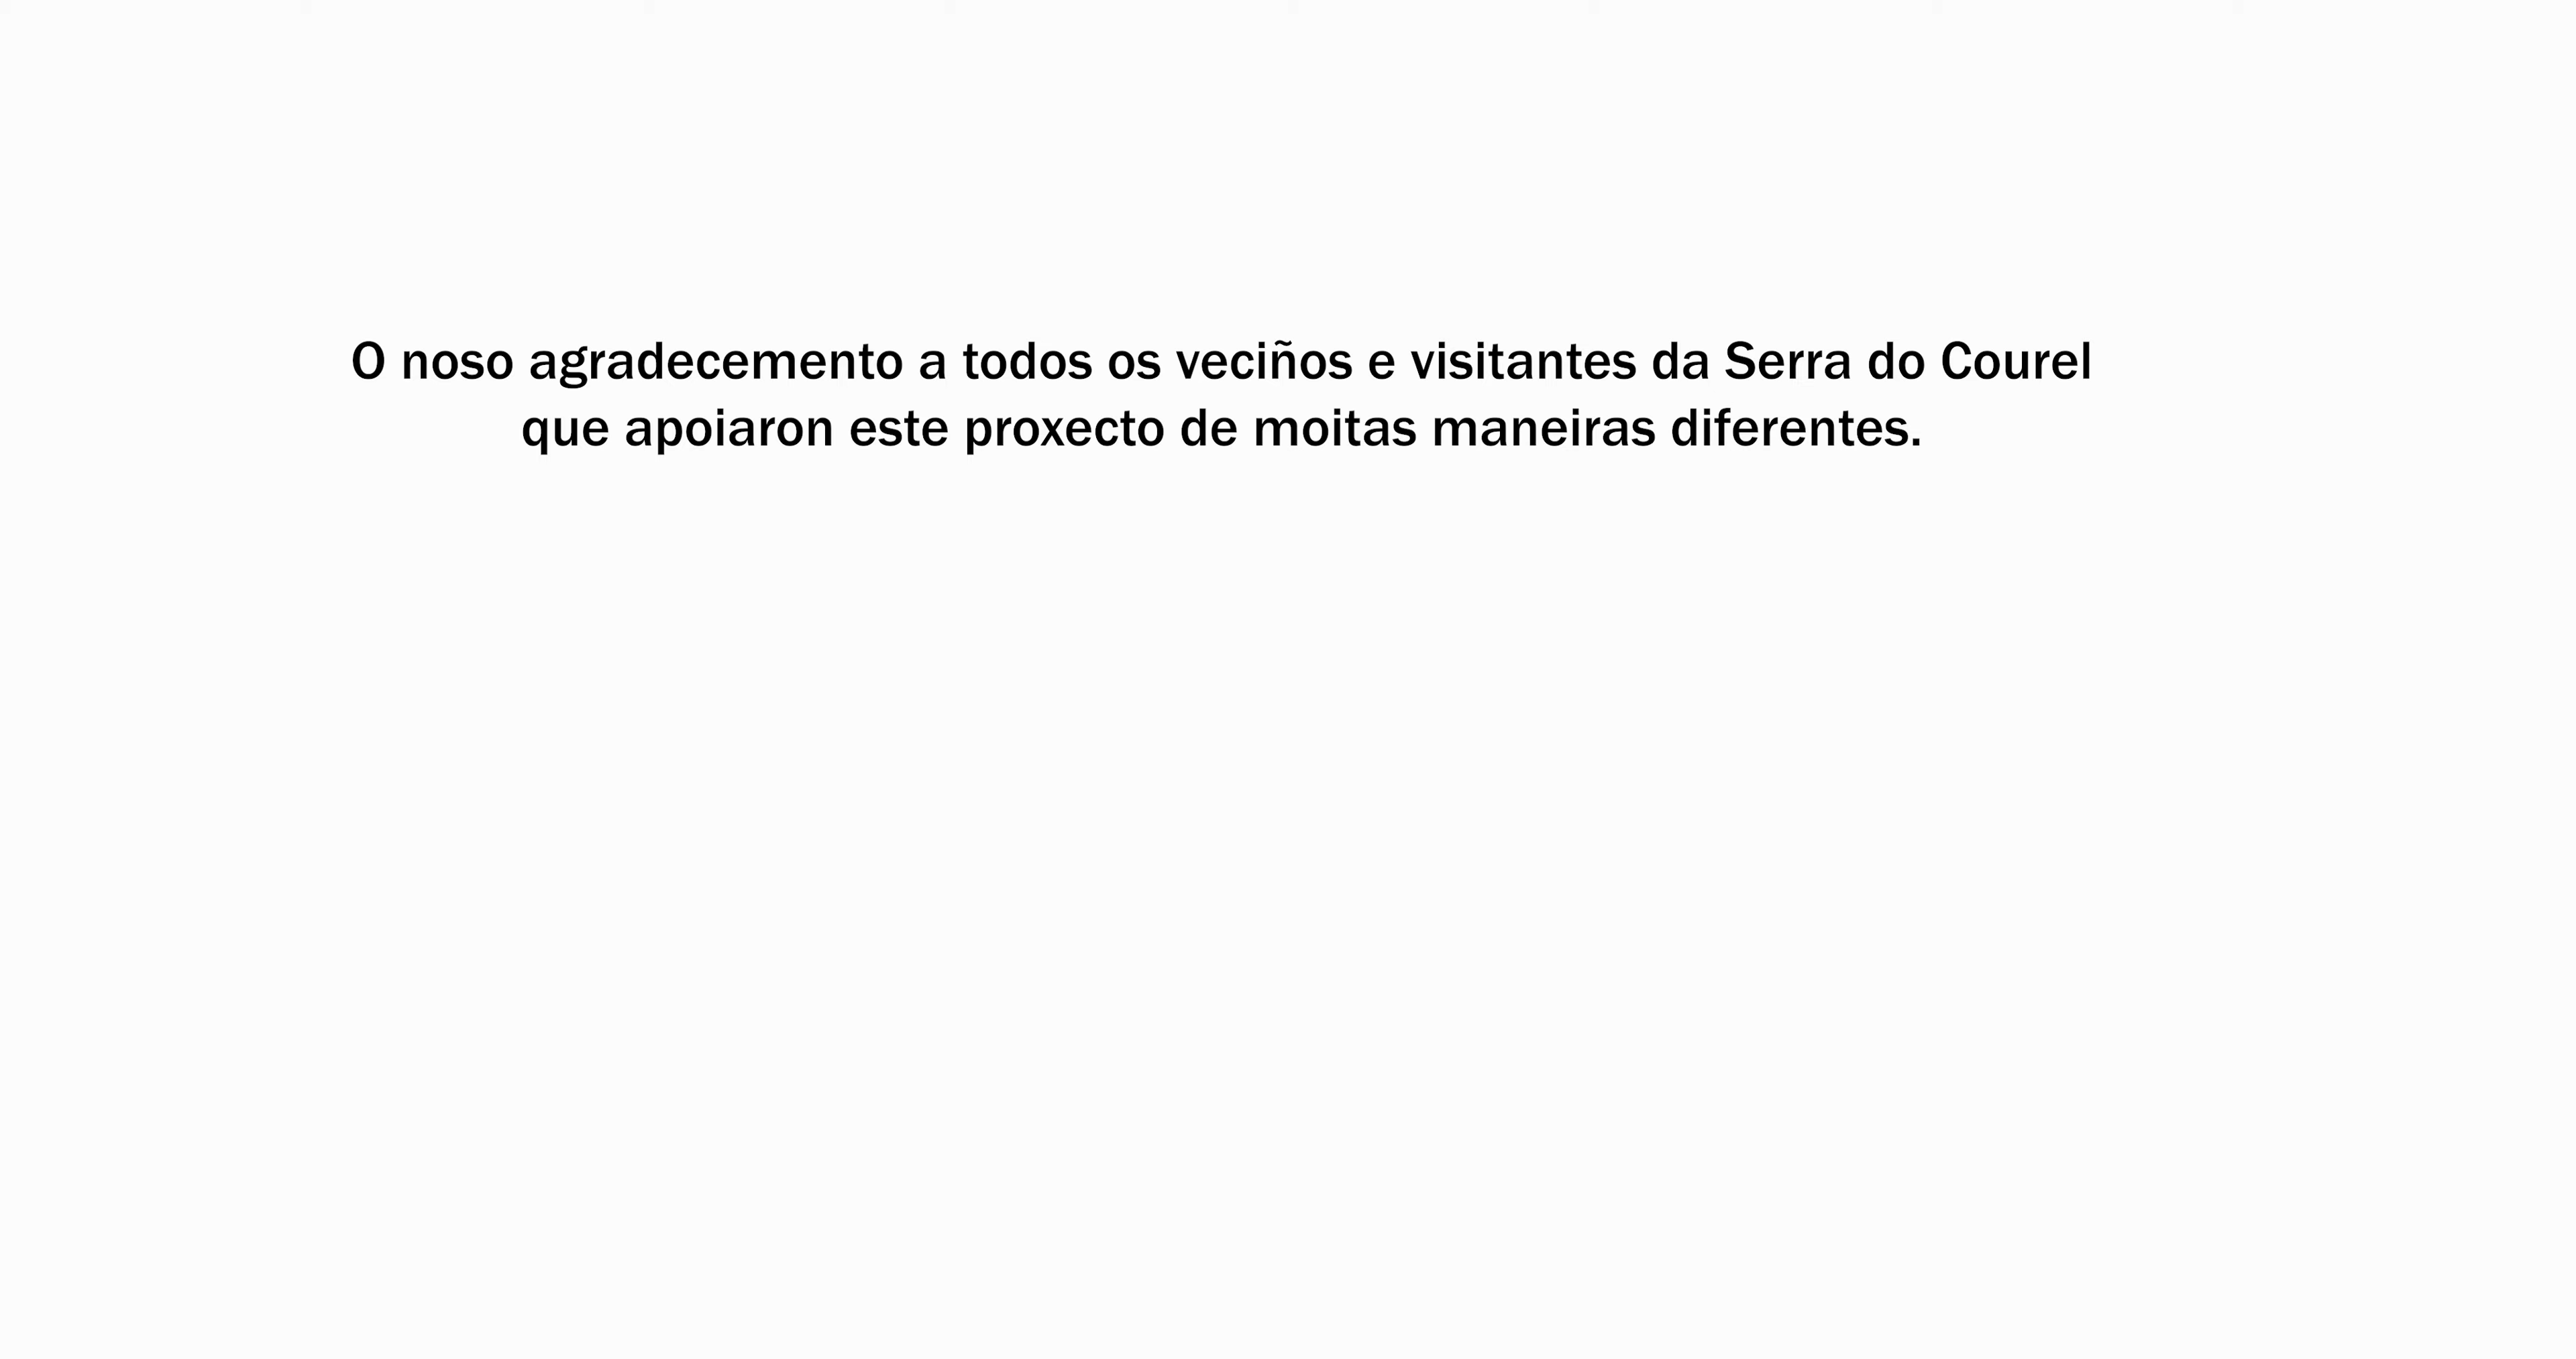 O noso agradecemento a todos os veciños e visitantes da Serra do Courel
que apoiaron este proxecto de moitas maneiras diferentes.